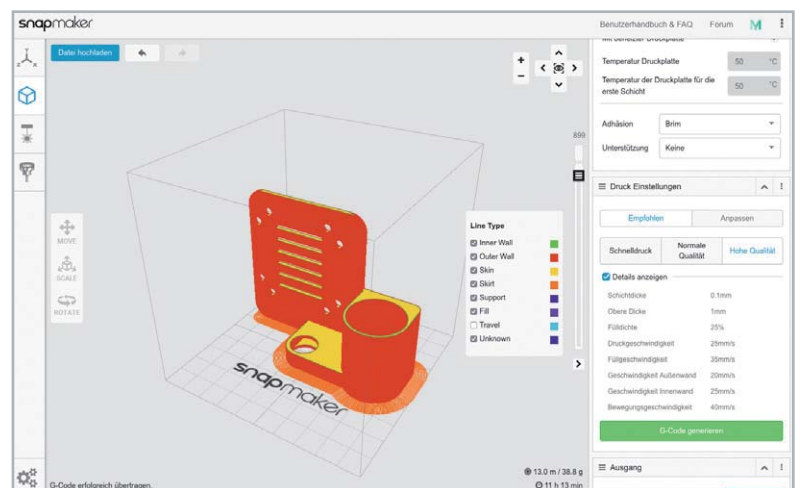 snapmaker
Benutzerhandbuch & FAQ Forum
Datei hochladen
Mit beheizter Druckplatte
Temperatur Druckplatte 50 °C
Temperatur der Druckplatte für die
erste Schicht 50 °C
Adhäsion Brim
Unterstützung Keine
899
MOVE
SCALE
ROTATE
Line Type
Inner Wall
Outer Wall
Skin
Skirt
Support
Fill
Travel
Unknown
snapmaker
Druck Einstellungen
Empfohlen Anpassen
Schnelldruck Normale Qualität Hohe Qualität
Details anzeigen
Schichtdicke 0.1mm
Obere Dicke 1mm
Fülldichte 25%
Druckgeschwindigkeit 25mm/s
Füllgeschwindigkeit 35mm/s
Geschwindigkeit Außenwand 20mm/s
Geschwindigkeit Innenwand 25mm/s
Bewegungsgeschwindigkeit 40mm/s
G-Code generieren
Ausgang
13.0 m / 38.8 g
11 h 13 min
G-Code erfolgreich übertragen.